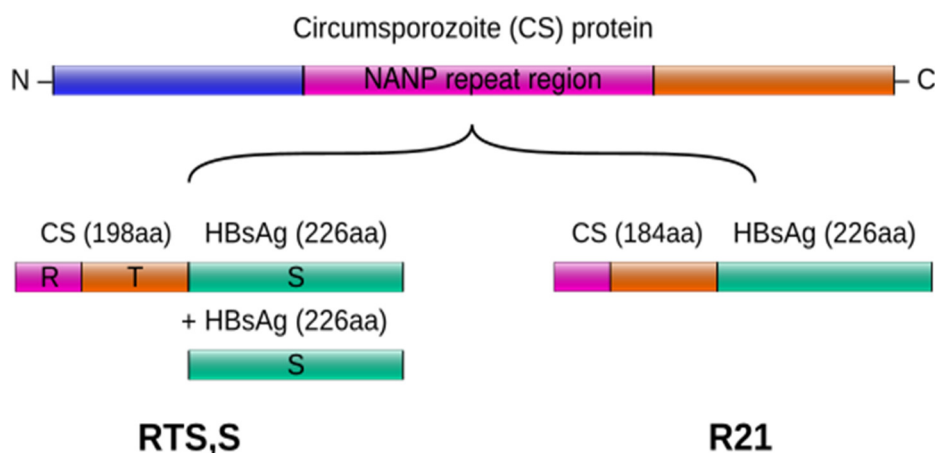 Circumsporozoite (CS) protein
N NANP repeat region C
CS (198aa) HBsAg (226aa) CS (184aa) HBsAg (226aa)
R T S
+ HBsAg (226aa)
S
RTS,S R21